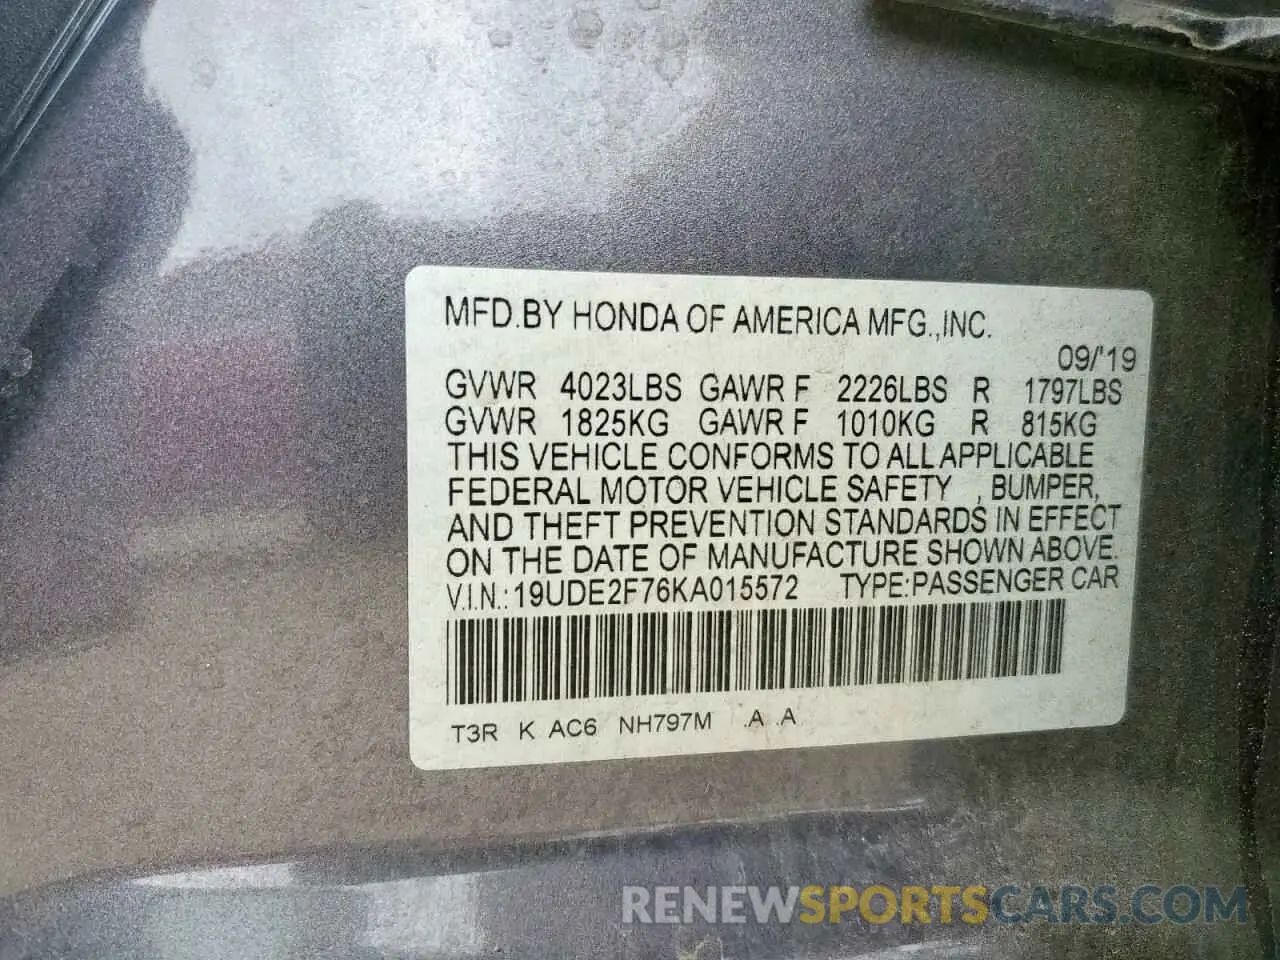 MFD.BY HONDA OF AMERICA MFG.,INC.
09/'19
GVWR 4023LBS GAWR F 2226LBS R 1797LBS
GVWR 1825KG GAWR F 1010KG R 815KG
THIS VEHICLE CONFORMS TO ALL APPLICABLE
FEDERAL MOTOR VEHICLE SAFETY , BUMPER,
AND THEFT PREVENTION STANDARDS IN EFFECT
ON THE DATE OF MANUFACTURE SHOWN ABOVE.
V.I.N.: 19UDE2F76KA015572 TYPE:PASSENGER CAR
T3R K AC6 NH797M .A .A
RENEWSPORTSCARS.COM